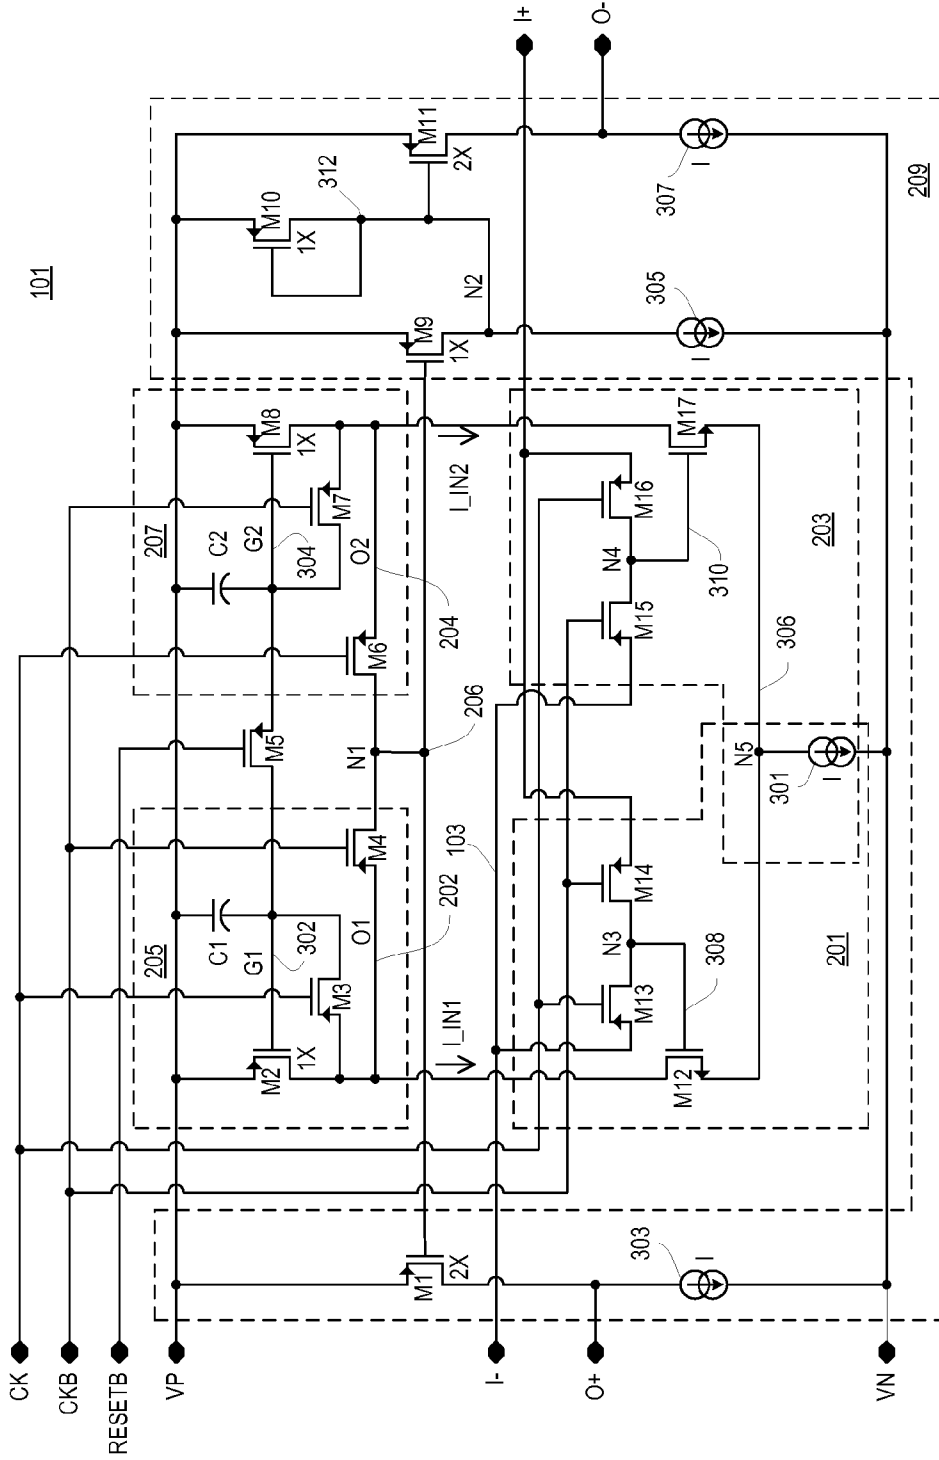 101
CK
CKB
RESETB
VP
I-
O+
VN
I+
O-
205
C1
G1
302
M2
1X
M3
O1
M4
202
I_IN1
M5
N1
206
207
C2
G2
304
M8
1X
M7
O2
M6
204
I_IN2
M10
1X
312
M11
2X
M9
1X
N2
305
I
307
I
209
M1
2X
303
I
103
M13
N3
M14
308
M12
201
N5
301
I
306
M15
N4
M16
310
M17
203